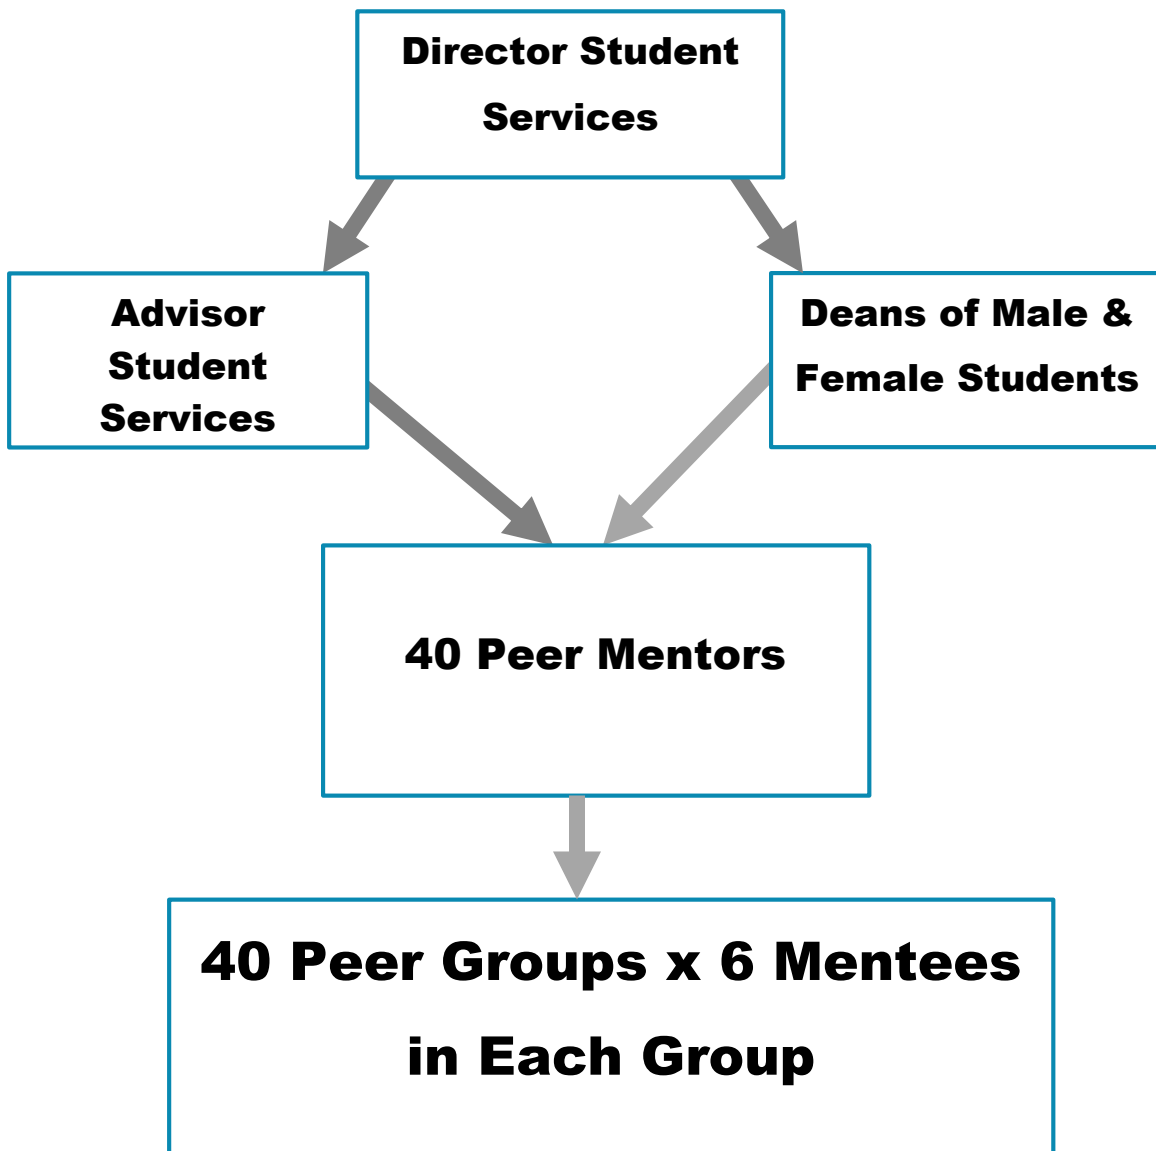 Director Student
Services
Advisor
Student
Services
Deans of Male &
Female Students
40 Peer Mentors
40 Peer Groups x 6 Mentees
in Each Group